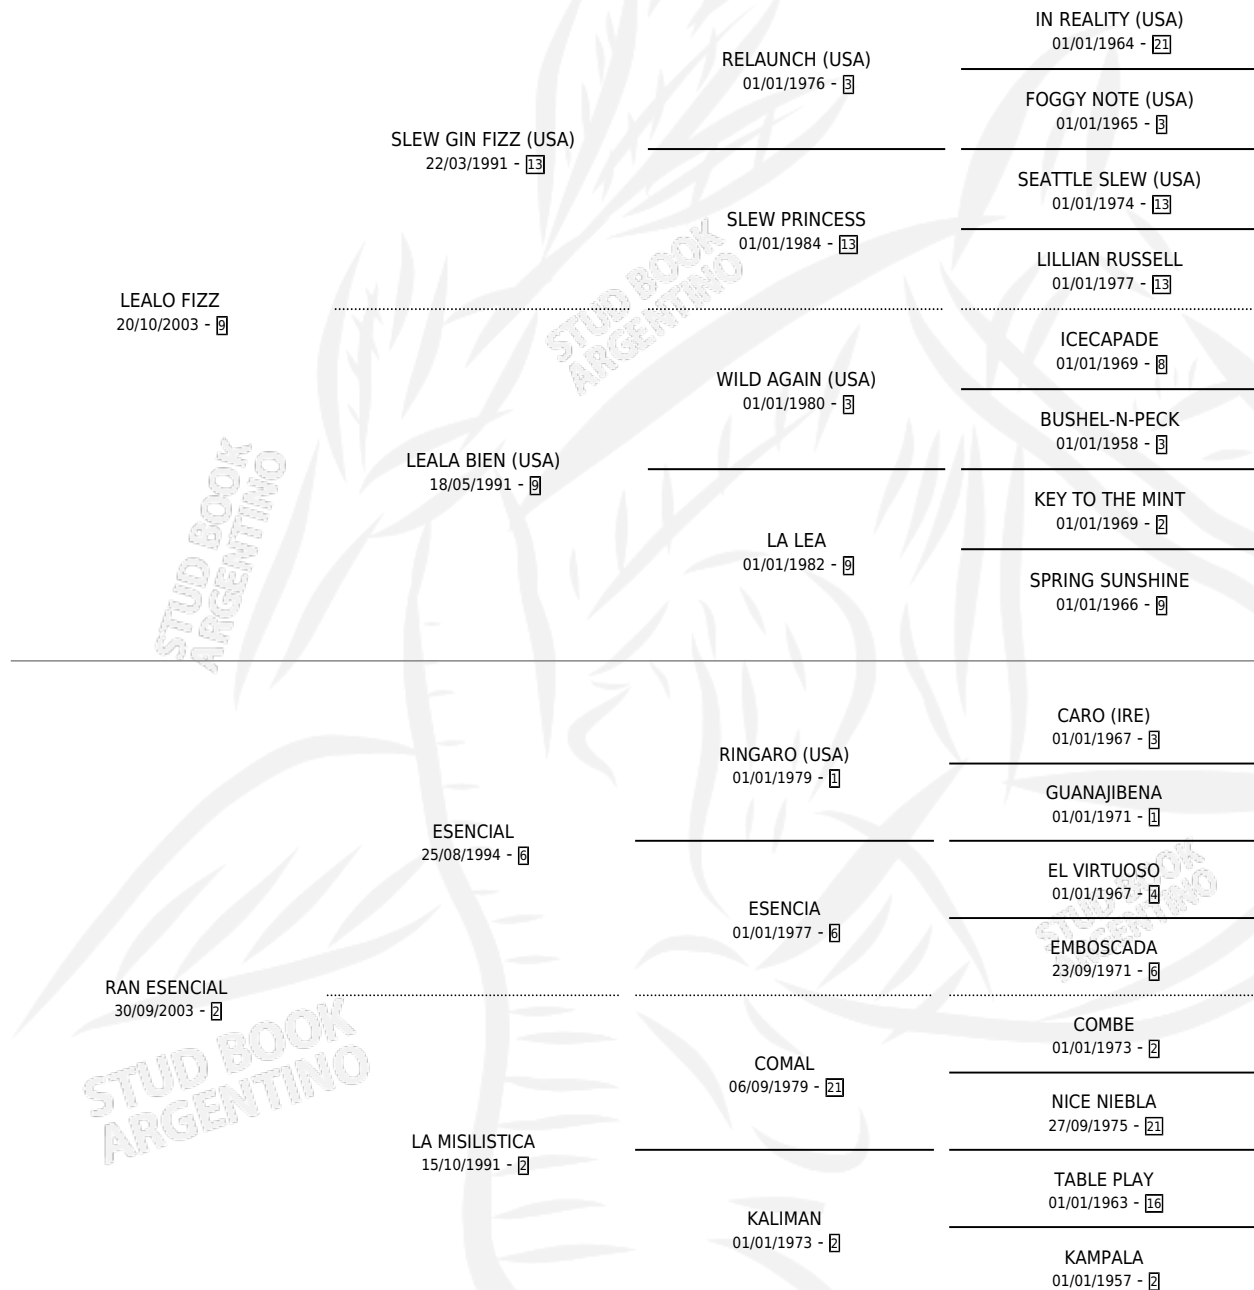 IN REALITY (USA)
01/01/1964 - 21
RELAUNCH (USA)
01/01/1976 - 3
FOGGY NOTE (USA)
01/01/1965 - 3
SLEW GIN FIZZ (USA)
22/03/1991 - 13
SEATTLE SLEW (USA)
01/01/1974 - 13
SLEW PRINCESS
01/01/1984 - 13
LILLIAN RUSSELL
01/01/1977 - 13
STUD BOOK
ARGENTINO
LEALO FIZZ
20/10/2003 - 9
ICECAPADE
01/01/1969 - 8
WILD AGAIN (USA)
01/01/1980 - 3
BUSHEL-N-PECK
01/01/1958 - 3
LEALA BIEN (USA)
18/05/1991 - 9
KEY TO THE MINT
01/01/1969 - 2
LA LEA
01/01/1982 - 9
SPRING SUNSHINE
01/01/1966 - 9
STUD BOOK
ARGENTINO
CARO (IRE)
01/01/1967 - 3
RINGARO (USA)
01/01/1979 - 1
GUANAJIBENA
01/01/1971 - 1
ESENCIAL
25/08/1994 - 6
EL VIRTUOSO
01/01/1967 - 4
ESENCIA
01/01/1977 - 6
EMBOSCADA
23/09/1971 - 6
STUD BOOK
ARGENTINO
RAN ESENCIAL
30/09/2003 - 2
COMBE
01/01/1973 - 2
COMAL
06/09/1979 - 21
NICE NIEBLA
27/09/1975 - 21
STUD BOOK
ARGENTINO
LA MISILISTICA
15/10/1991 - 2
TABLE PLAY
01/01/1963 - 16
KALIMAN
01/01/1973 - 2
KAMPALA
01/01/1957 - 2